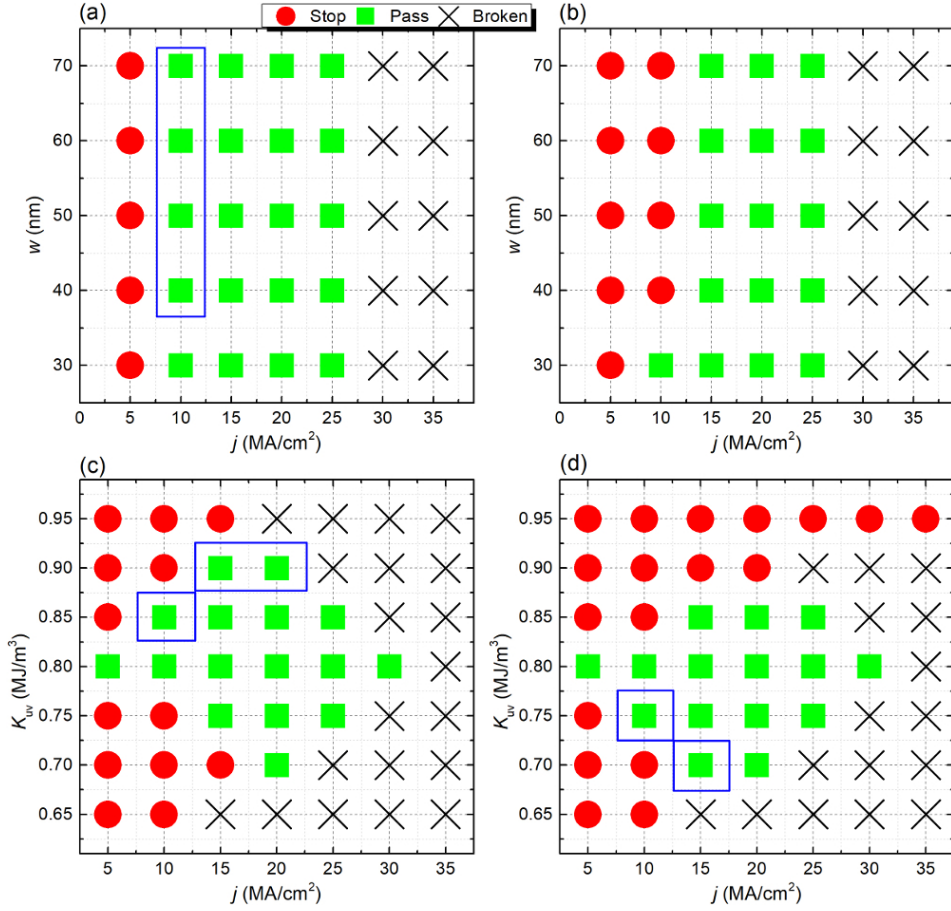 Stop Pass Broken
(a)
70
60
50
40
30
w (nm)
0 5 10 15 20 25 30 35
j (MA/cm²)
(b)
70
60
50
40
30
w (nm)
0 5 10 15 20 25 30 35
j (MA/cm²)
(c)
0.95
0.90
0.85
0.80
0.75
0.70
0.65
Kuv (MJ/m³)
5 10 15 20 25 30 35
j (MA/cm²)
(d)
0.95
0.90
0.85
0.80
0.75
0.70
0.65
Kuv (MJ/m³)
5 10 15 20 25 30 35
j (MA/cm²)